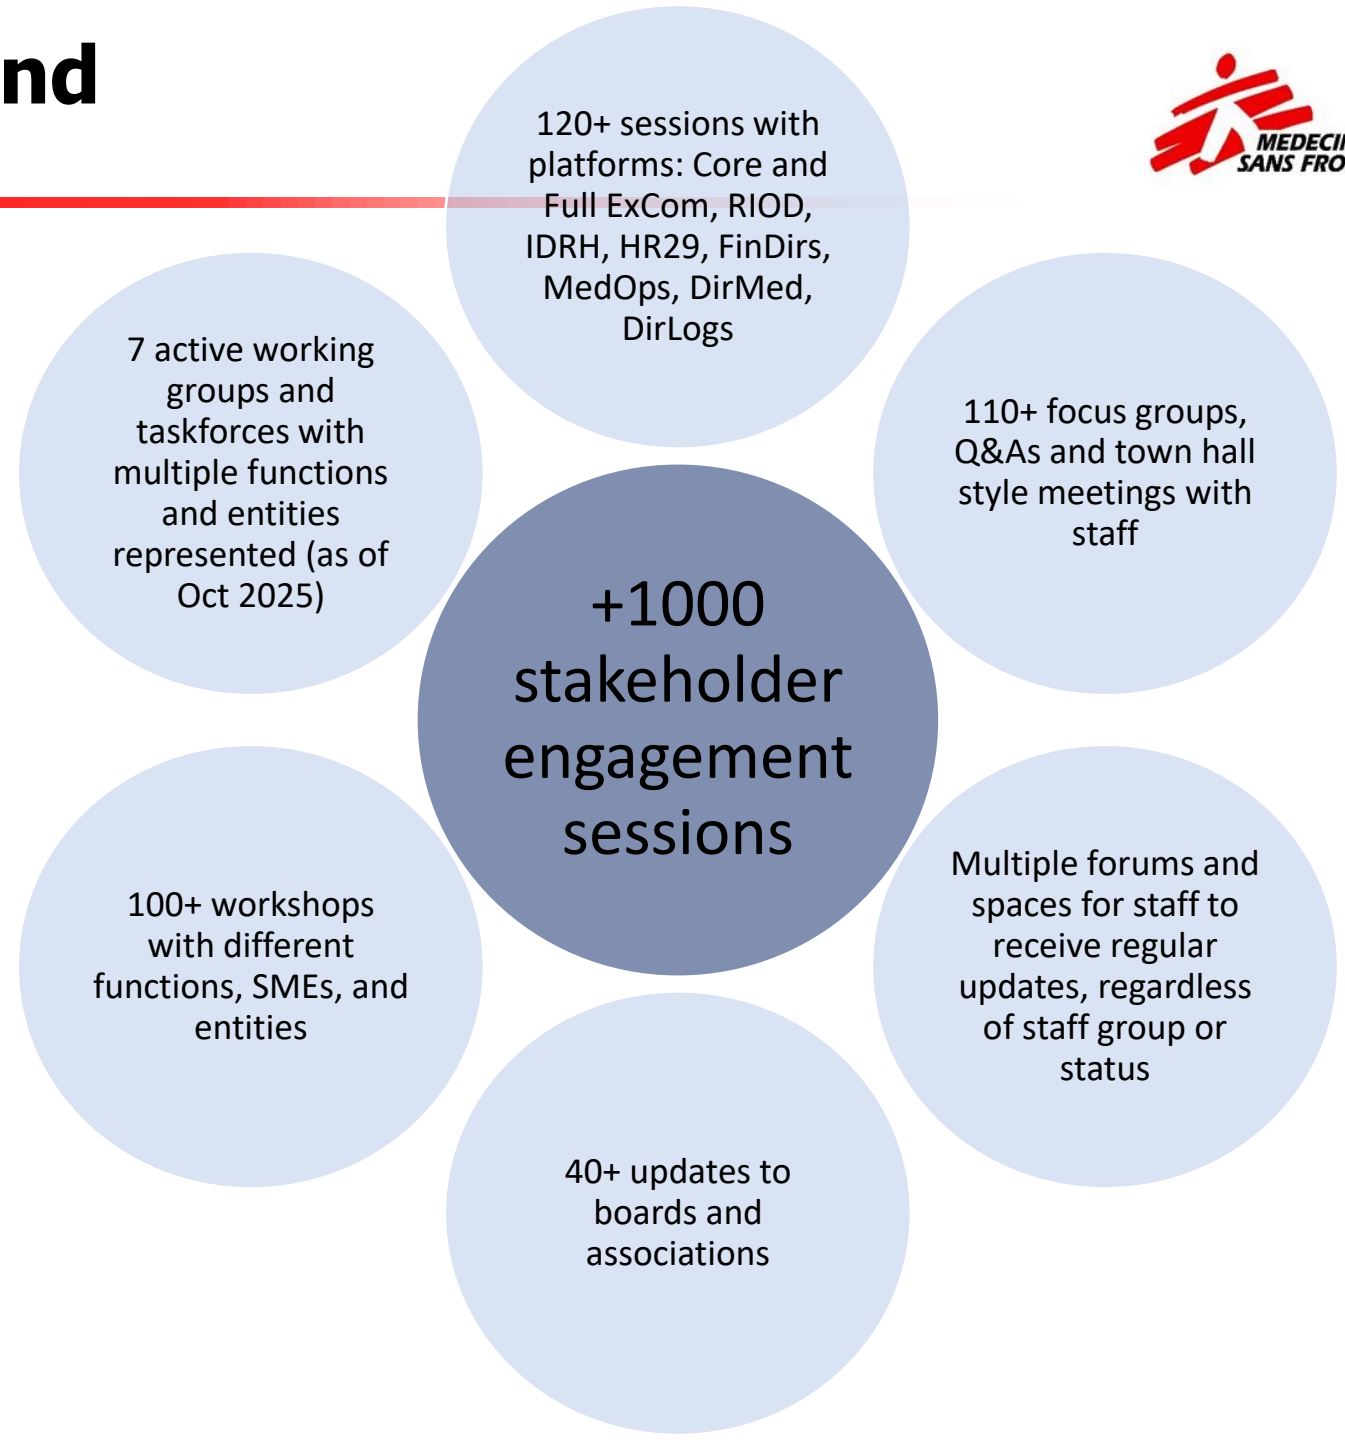 nd
MEDECI
SANS FRO
120+ sessions with
platforms: Core and
Full ExCom, RIOD,
IDRH, HR29, FinDirs,
MedOps, DirMed,
DirLogs
7 active working
groups and
taskforces with
multiple functions
and entities
represented (as of
Oct 2025)
110+ focus groups,
Q&As and town hall
style meetings with
staff
+1000
stakeholder
engagement
sessions
100+ workshops
with different
functions, SMEs, and
entities
Multiple forums and
spaces for staff to
receive regular
updates, regardless
of staff group or
status
40+ updates to
boards and
associations